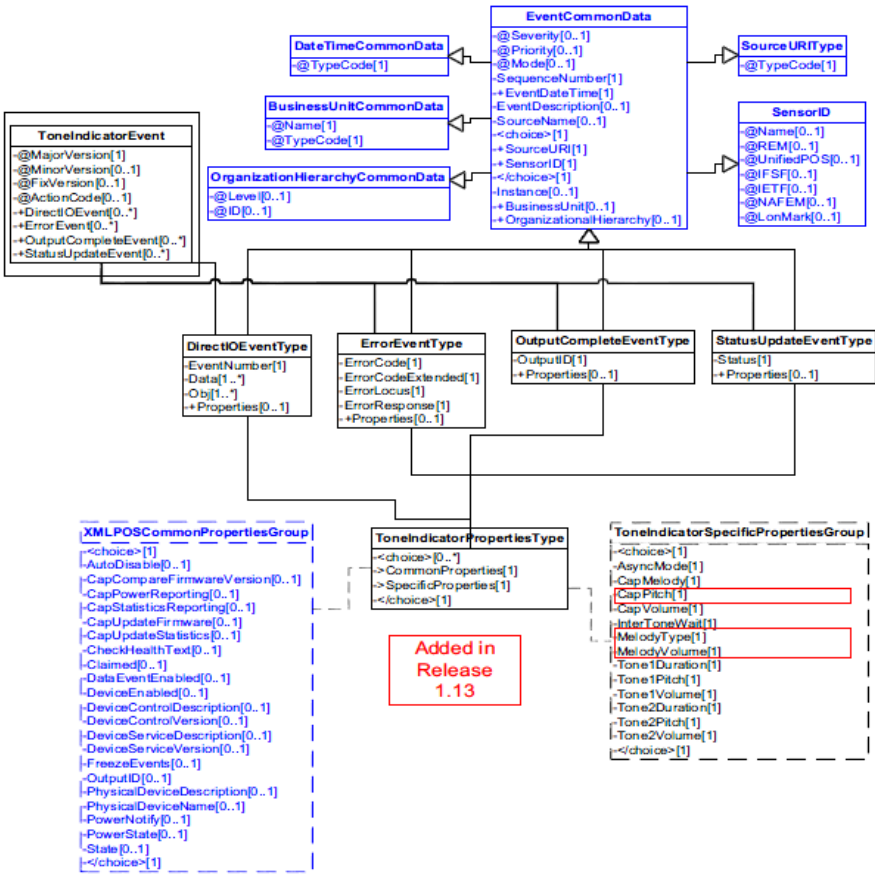 EventCommonData
-@Severity[0..1]
-@Priority[0..1]
-@Mode[0..1]
-SequenceNumber[1]
-+EventDateTime[1]
-EventDescription[0..1]
-SourceName[0..1]
-<choice>[1]
-+SourceURI[1]
-+SensorID[1]
-</choice>[1]
-Instance[0..1]
-+BusinessUnit[0..1]
-+OrganizationalHierarchy[0..1]
DateTimeCommonData
-@TypeCode[1]
SourceURIType
-@TypeCode[1]
BusinessUnitCommonData
-@Name[1]
-@TypeCode[1]
SensorID
-@Name[0..1]
-@REM[0..1]
-@UnifiedPOS[0..1]
-@IFSF[0..1]
-@IETF[0..1]
-@NAFEM[0..1]
-@LonMark[0..1]
ToneIndicatorEvent
-@MajorVersion[1]
-@MinorVersion[0..1]
-@FixVersion[0..1]
-@ActionCode[0..1]
-+DirectIOEvent[0..*]
-+ErrorEvent[0..*]
-+OutputCompleteEvent[0..*]
-+StatusUpdateEvent[0..*]
OrganizationHierarchyCommonData
-@Level[0..1]
-@ID[0..1]
DirectIOEventType
-EventNumber[1]
-Data[1..*]
-Obj[1..*]
-+Properties[0..1]
ErrorEventType
-ErrorCode[1]
-ErrorCodeExtended[1]
-ErrorLocus[1]
-ErrorResponse[1]
-+Properties[0..1]
OutputCompleteEventType
-OutputID[1]
-+Properties[0..1]
StatusUpdateEventType
-Status[1]
-+Properties[0..1]
XMLPOSCommonPropertiesGroup
-<choice>[1]
-AutoDisable[0..1]
-CapCompareFirmwareVersion[0..1]
-CapPowerReporting[0..1]
-CapStatisticsReporting[0..1]
-CapUpdateFirmware[0..1]
-CapUpdateStatistics[0..1]
-CheckHealthText[0..1]
-Claimed[0..1]
-DataEventEnabled[0..1]
-DeviceEnabled[0..1]
-DeviceControlDescription[0..1]
-DeviceControlVersion[0..1]
-DeviceServiceDescription[0..1]
-DeviceServiceVersion[0..1]
-FreezeEvents[0..1]
-OutputID[0..1]
-PhysicalDeviceDescription[0..1]
-PhysicalDeviceName[0..1]
-PowerNotify[0..1]
-PowerState[0..1]
-State[0..1]
-</choice>[1]
ToneIndicatorPropertiesType
-<choice>[0..*]
->CommonProperties[1]
->SpecificProperties[1]
-</choice>[1]
Added in
Release
1.13
ToneIndicatorSpecificPropertiesGroup
-<choice>[1]
-AsyncMode[1]
-CapMelody[1]
-CapPitch[1]
-CapVolume[1]
-InterToneWait[1]
-MelodyType[1]
-MelodyVolume[1]
-Tone1Duration[1]
-Tone1Pitch[1]
-Tone1Volume[1]
-Tone2Duration[1]
-Tone2Pitch[1]
-Tone2Volume[1]
-</choice>[1]